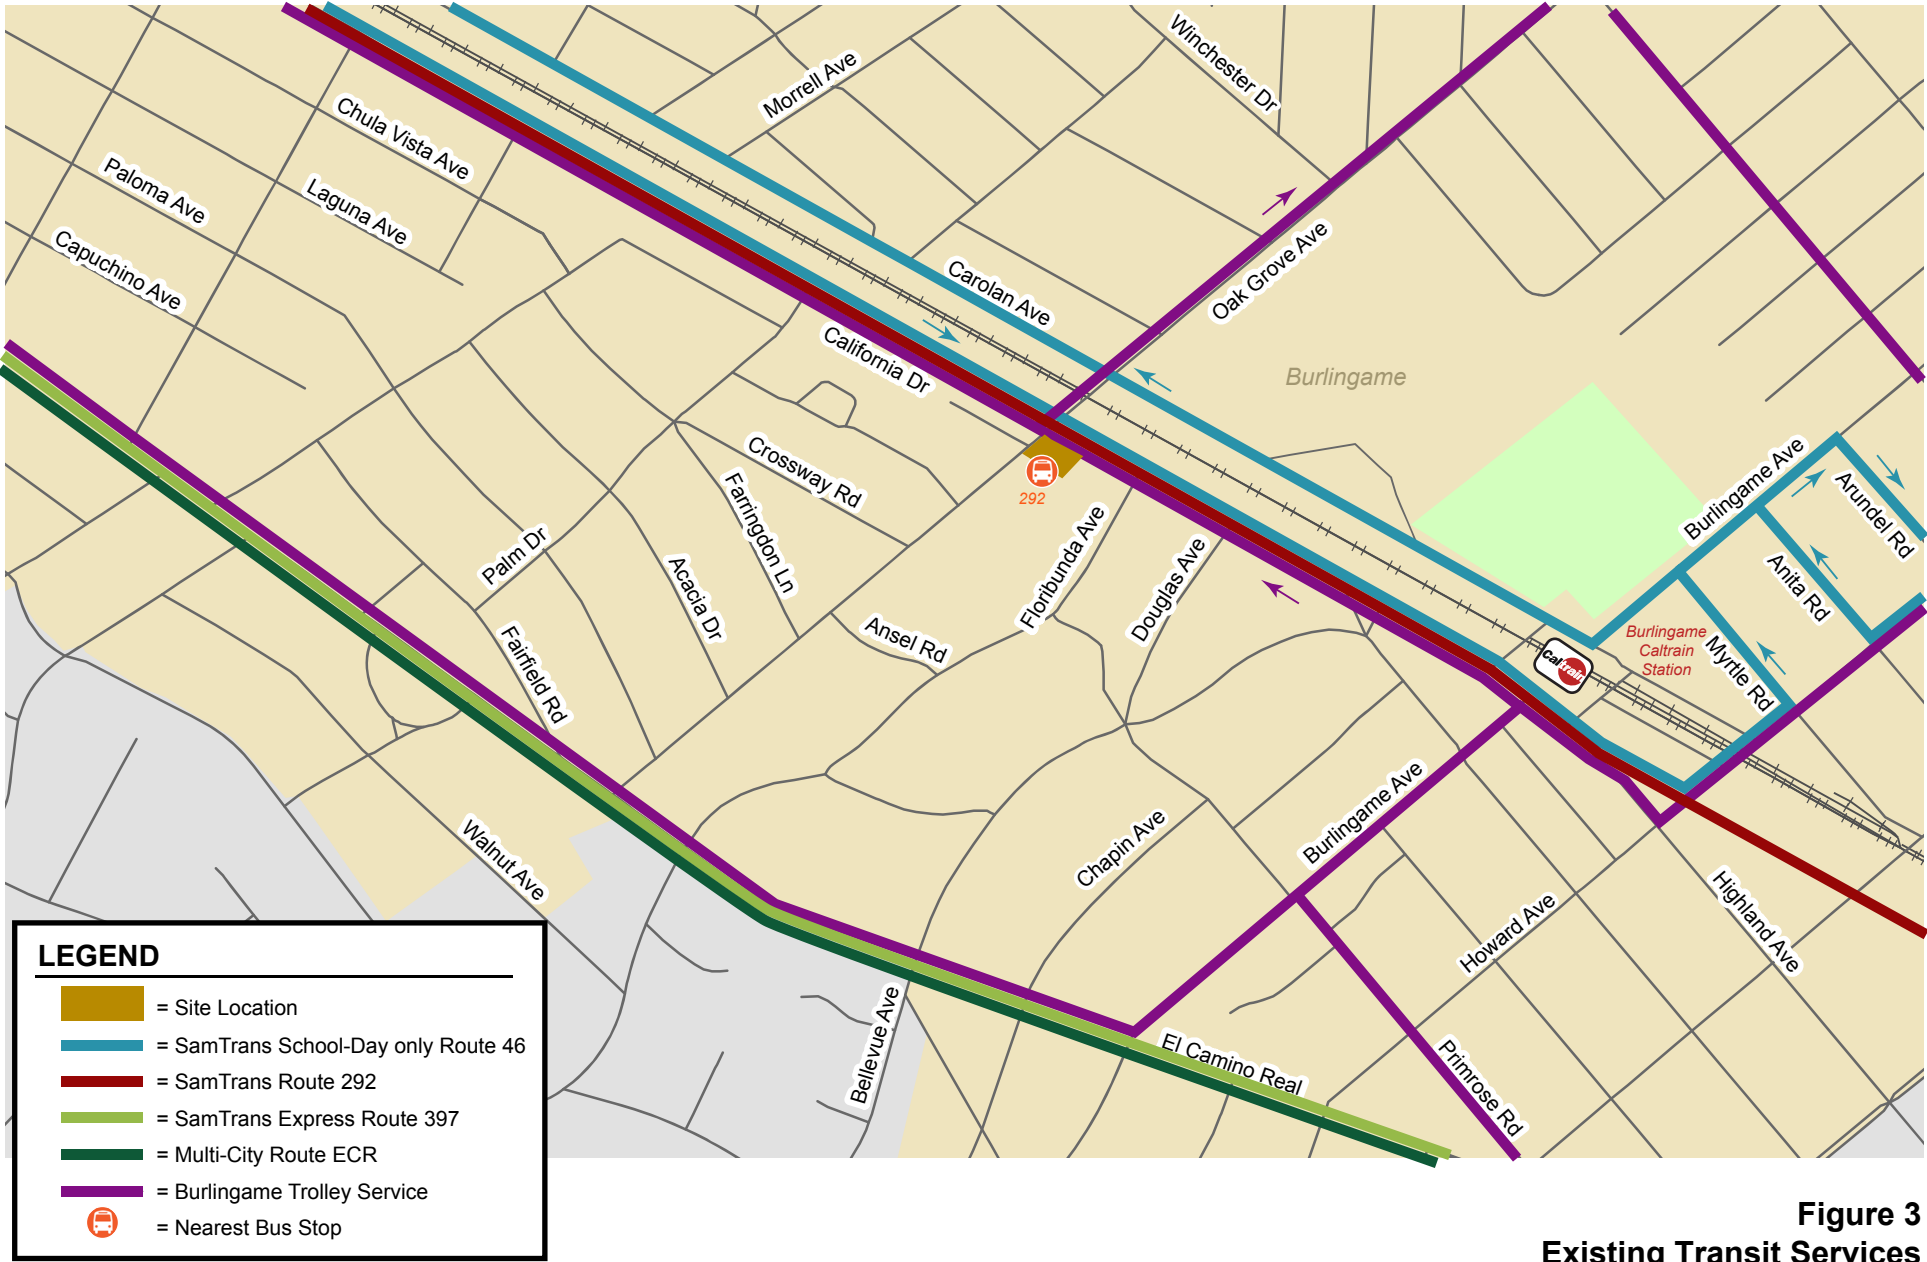 Winchester Dr
Morrell Ave
Chula Vista Ave
Paloma Ave
Laguna Ave
Capuchino Ave
Oak Grove Ave
Carolan Ave
California Dr
Burlingame
Crossway Rd
Farringdon Ln
292
Burlingame Ave
Arundel Rd
Palm Dr
Acacia Dr
Floribunda Ave
Douglas Ave
Anita Rd
Ansel Rd
Fairfield Rd
Burlingame
Caltrain
Station
Caltrain
Myrtle Rd
Walnut Ave
Chapin Ave
Burlingame Ave
Howard Ave
Highland Ave
Bellevue Ave
El Camino Real
Primrose Rd
LEGEND
= Site Location
= SamTrans School-Day only Route 46
= SamTrans Route 292
= SamTrans Express Route 397
= Multi-City Route ECR
= Burlingame Trolley Service
= Nearest Bus Stop
Figure 3
Existing Transit Services